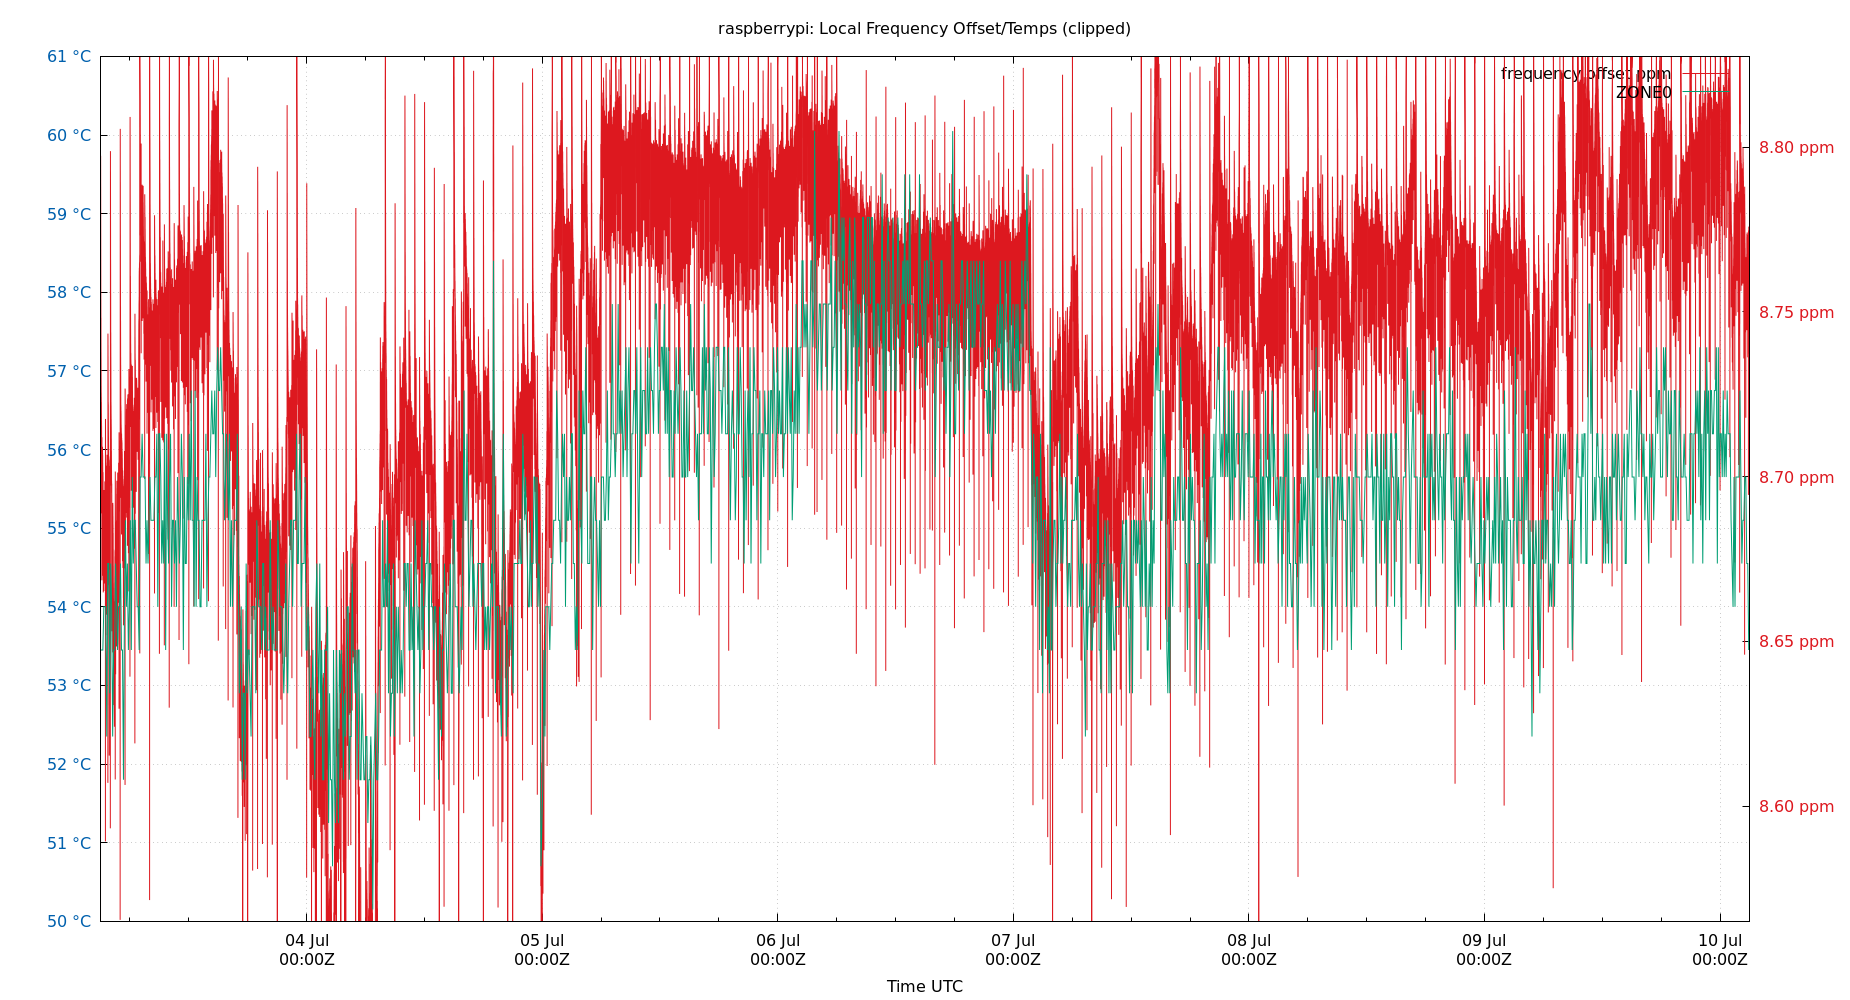 raspberrypi: Local Frequency Offset/Temps (clipped)
61 °C
60 °C
59 °C
58 °C
57 °C
56 °C
55 °C
54 °C
53 °C
52 °C
51 °C
50 °C
frequency offset ppm
ZONE0
8.80 ppm
8.75 ppm
8.70 ppm
8.65 ppm
8.60 ppm
04 Jul 05 Jul 06 Jul 07 Jul 08 Jul 09 Jul 10 Jul
00:00Z 00:00Z 00:00Z 00:00Z 00:00Z 00:00Z 00:00Z
Time UTC